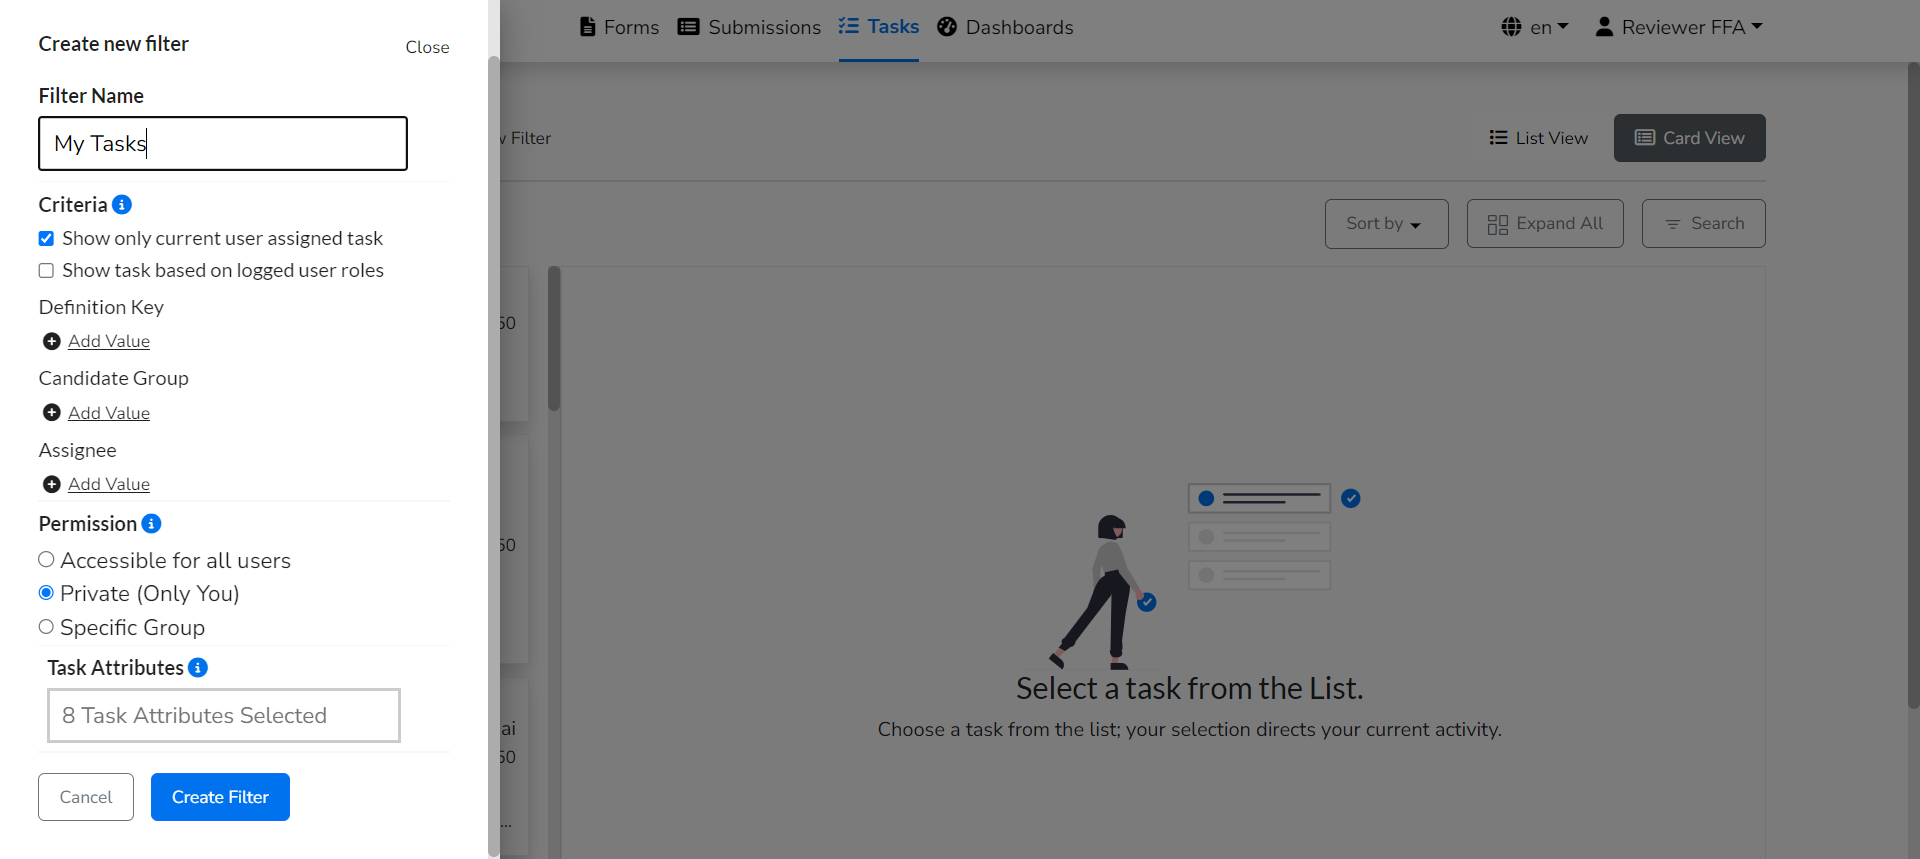 Create new filter
Close
Filter Name
My Tasks
Criteria
Show only current user assigned task
Show task based on logged user roles
Definition Key
Add Value
Candidate Group
Add Value
Assignee
Add Value
Permission
Accessible for all users
Private (Only You)
Specific Group
Task Attributes
8 Task Attributes Selected
Cancel
Create Filter
Forms Submissions Tasks Dashboards en Reviewer FFA
Filter
List View Card View
Sort by Expand All Search
50
50
ai
50
...
Select a task from the List.
Choose a task from the list; your selection directs your current activity.